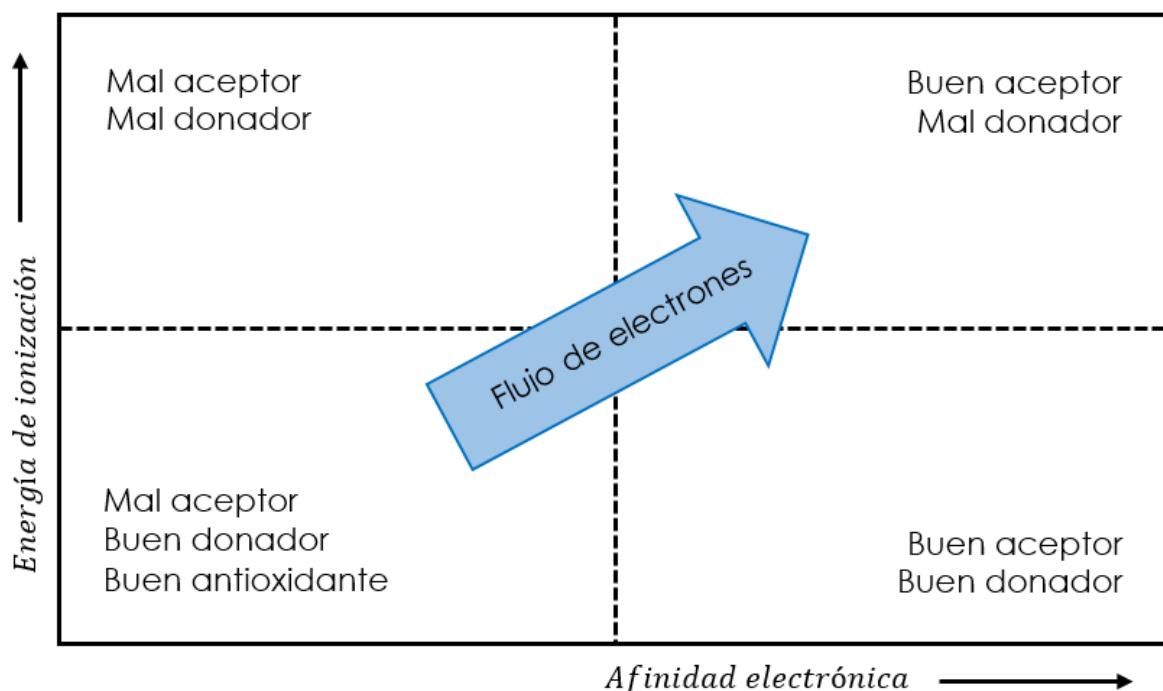 Mal aceptor
Mal donador
Buen aceptor
Mal donador
Energía de ionización
Flujo de electrones
Mal aceptor
Buen donador
Buen antioxidante
Buen aceptor
Buen donador
Afinidad electrónica